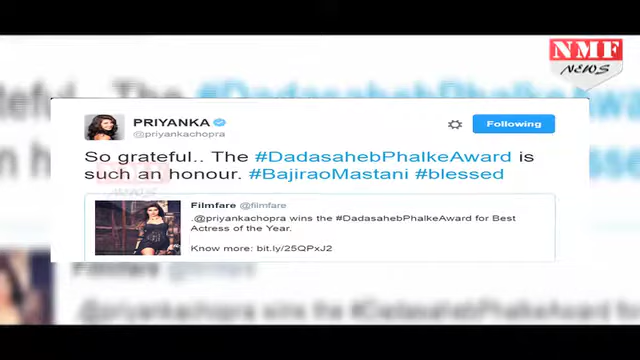 NMF
NEWS
PRIYANKA
@priyankachopra
Following
So grateful.. The #DadasahebPhalkeAward is
such an honour. #BajiraoMastani #blessed
Filmfare @filmfare
.@priyankachopra wins the #DadasahebPhalkeAward for Best
Actress of the Year.
Know more: bit.ly/25QPxJ2